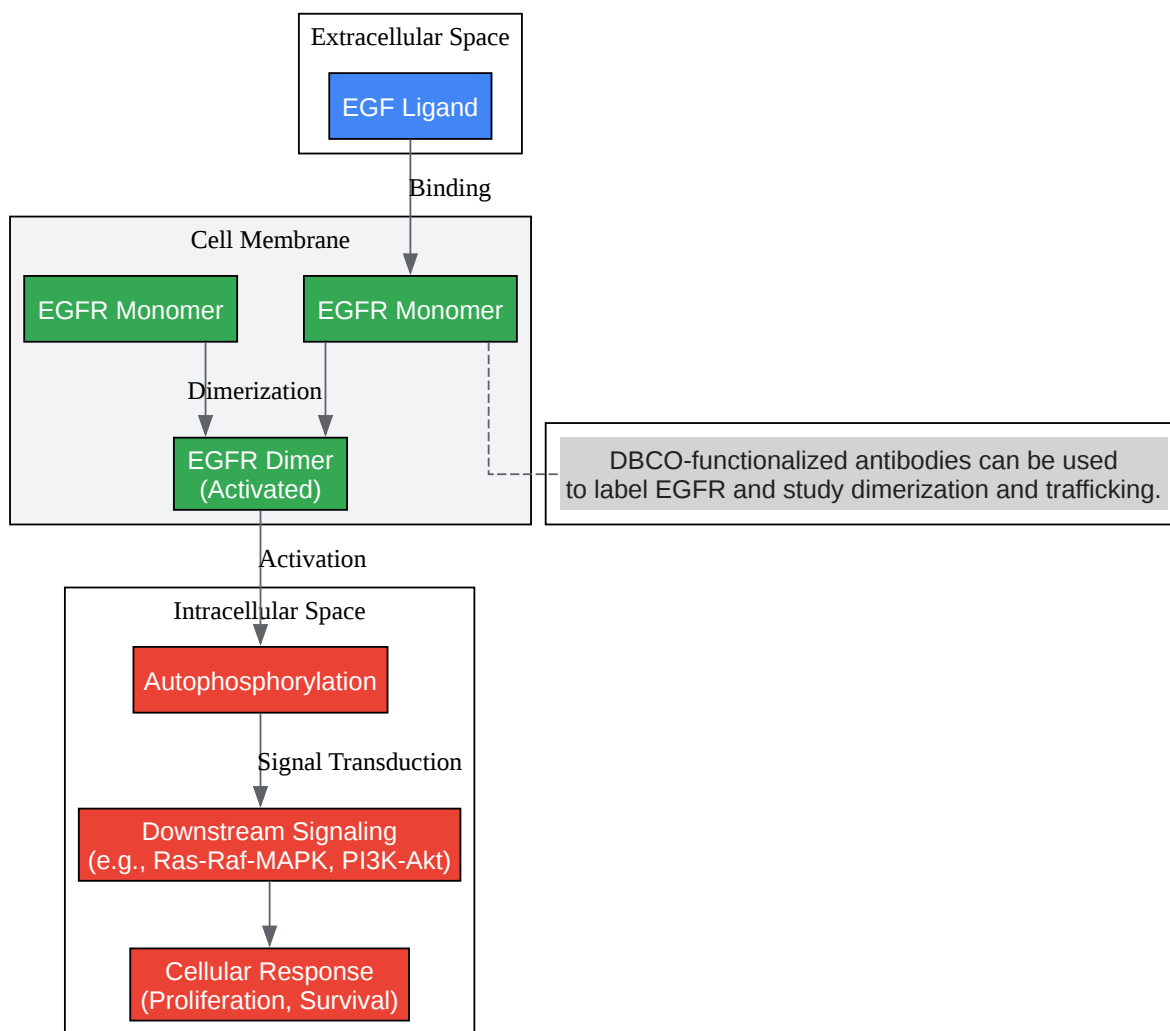 Extracellular Space
EGF Ligand
Binding
Cell Membrane
EGFR Monomer
EGFR Monomer
Dimerization
EGFR Dimer
(Activated)
DBCO-functionalized antibodies can be used
to label EGFR and study dimerization and trafficking.
Activation
Intracellular Space
Autophosphorylation
Signal Transduction
Downstream Signaling
(e.g., Ras-Raf-MAPK, PI3K-Akt)
Cellular Response
(Proliferation, Survival)